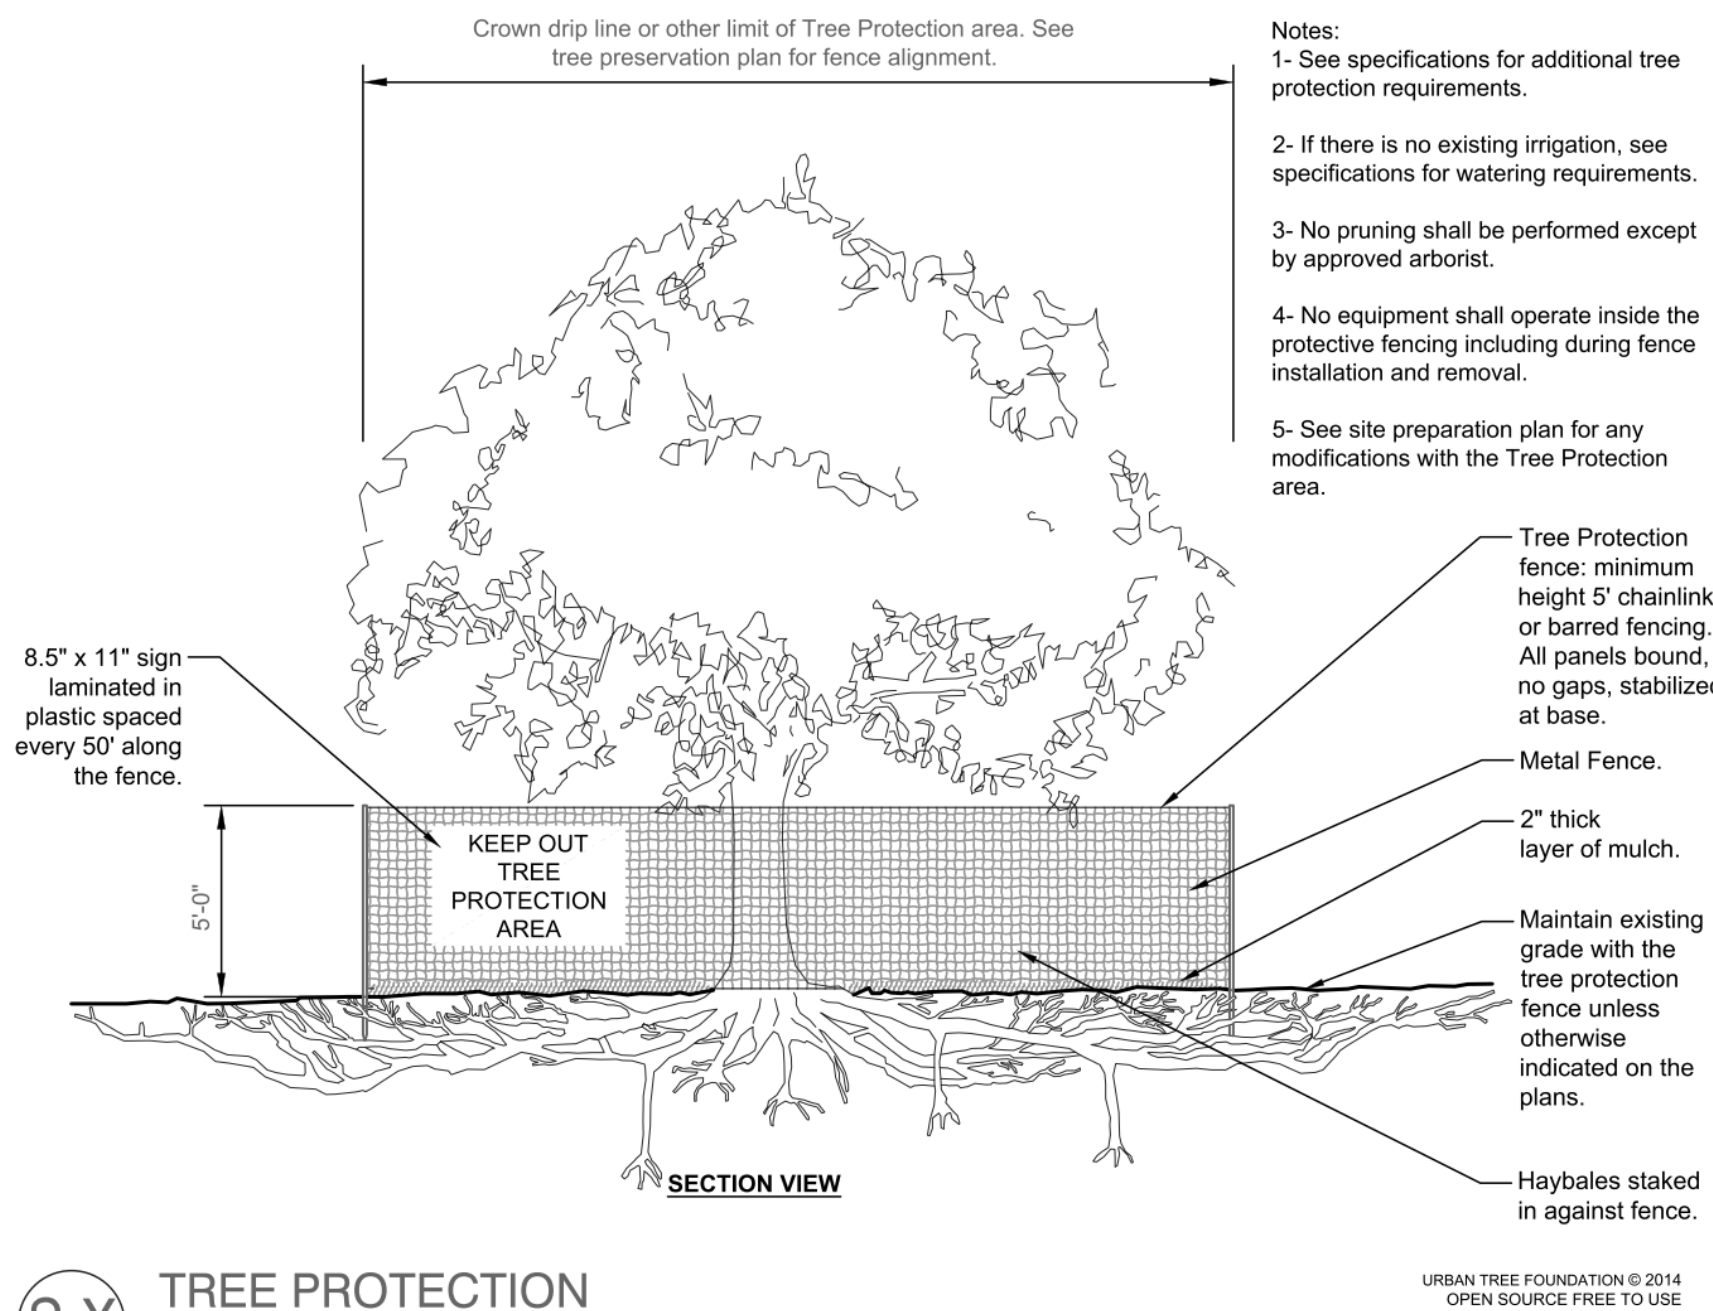 Crown drip line or other limit of Tree Protection area. See
tree preservation plan for fence alignment.
Notes:
1- See specifications for additional tree
protection requirements.
2- If there is no existing irrigation, see
specifications for watering requirements.
3- No pruning shall be performed except
by approved arborist.
4- No equipment shall operate inside the
protective fencing including during fence
installation and removal.
5- See site preparation plan for any
modifications with the Tree Protection
area.
Tree Protection
fence: minimum
height 5' chainlink
or barred fencing.
All panels bound,
no gaps, stabilized
at base.
Metal Fence.
2" thick
layer of mulch.
Maintain existing
grade with the
tree protection
fence unless
otherwise
indicated on the
plans.
Haybales staked
in against fence.
8.5" x 11" sign
laminated in
plastic spaced
every 50' along
the fence.
5'-0"
KEEP OUT
TREE
PROTECTION
AREA
SECTION VIEW
TREE PROTECTION
URBAN TREE FOUNDATION © 2014
OPEN SOURCE FREE TO USE